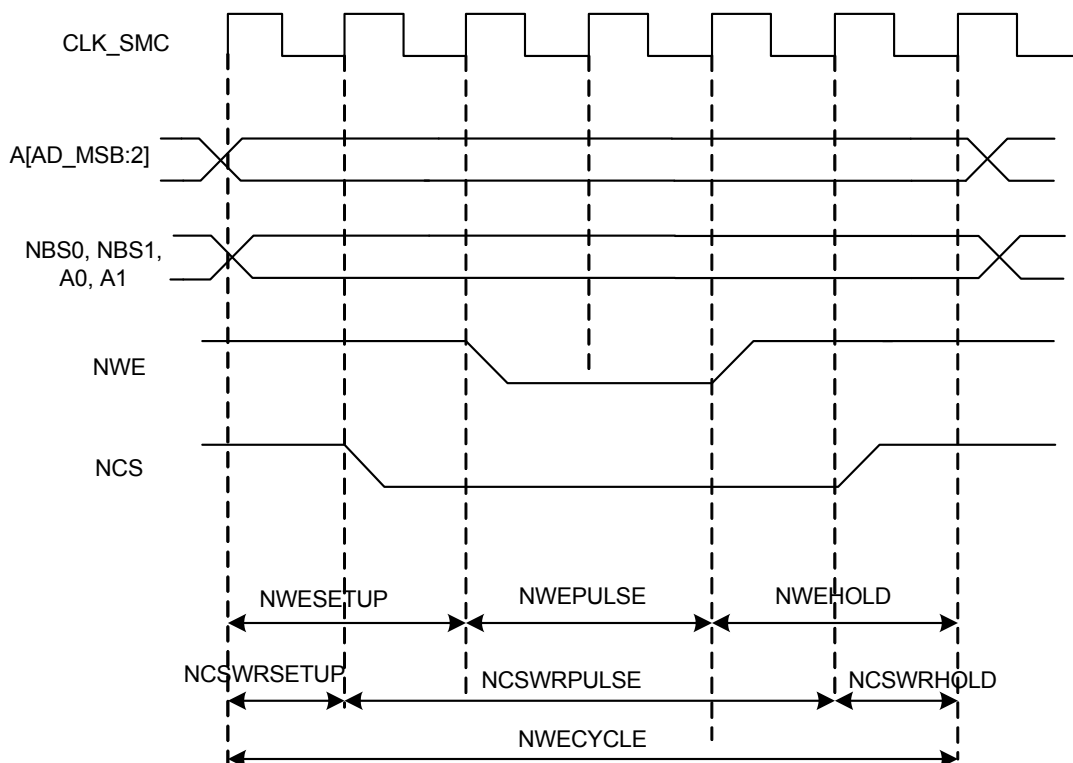 CLK_SMC
A[AD_MSB:2]
NBS0, NBS1,
A0, A1
NWE
NCS
NWESETUP
NWEPULSE
NWEHOLD
NCSWRSETUP
NCSWRPULSE
NCSWRHOLD
NWECYCLE